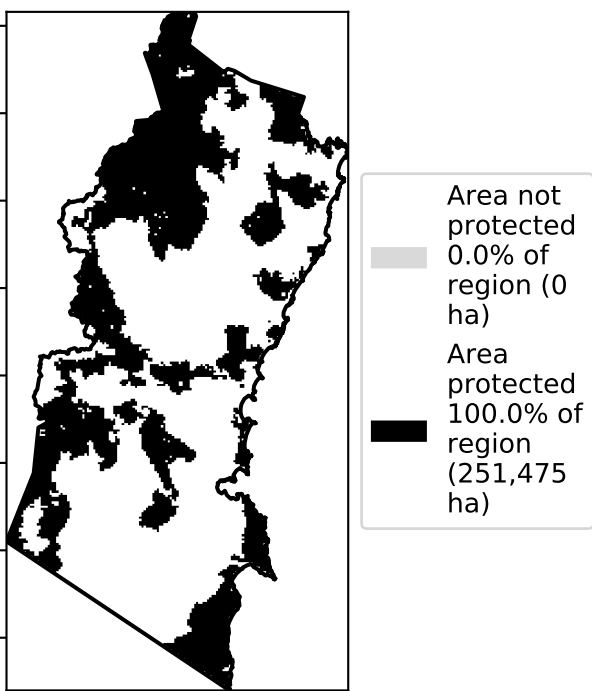 Area not
protected
0.0% of
region (0
ha)
Area
protected
100.0% of
region
(251,475
ha)